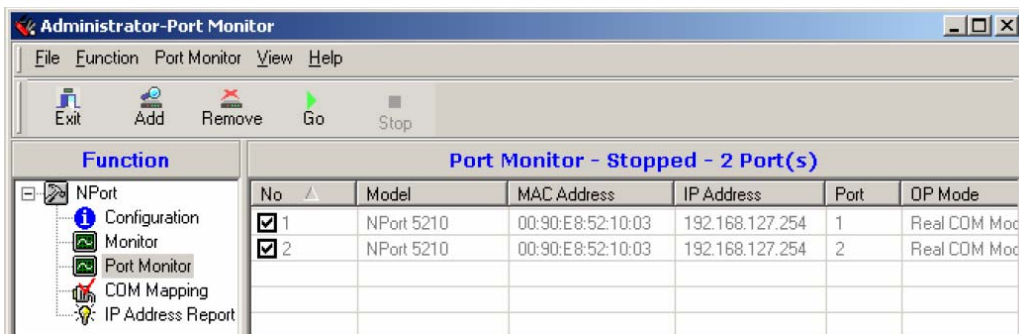 Administrator-Port Monitor
File Function Port Monitor View Help
Exit Add Remove Go Stop
Function
Port Monitor - Stopped - 2 Port(s)
NPort
Configuration
Monitor
Port Monitor
COM Mapping
IP Address Report
No Model MAC Address IP Address Port OP Mode
1 NPort 5210 00:90:E8:52:10:03 192.168.127.254 1 Real COM Moc
2 NPort 5210 00:90:E8:52:10:03 192.168.127.254 2 Real COM Moc